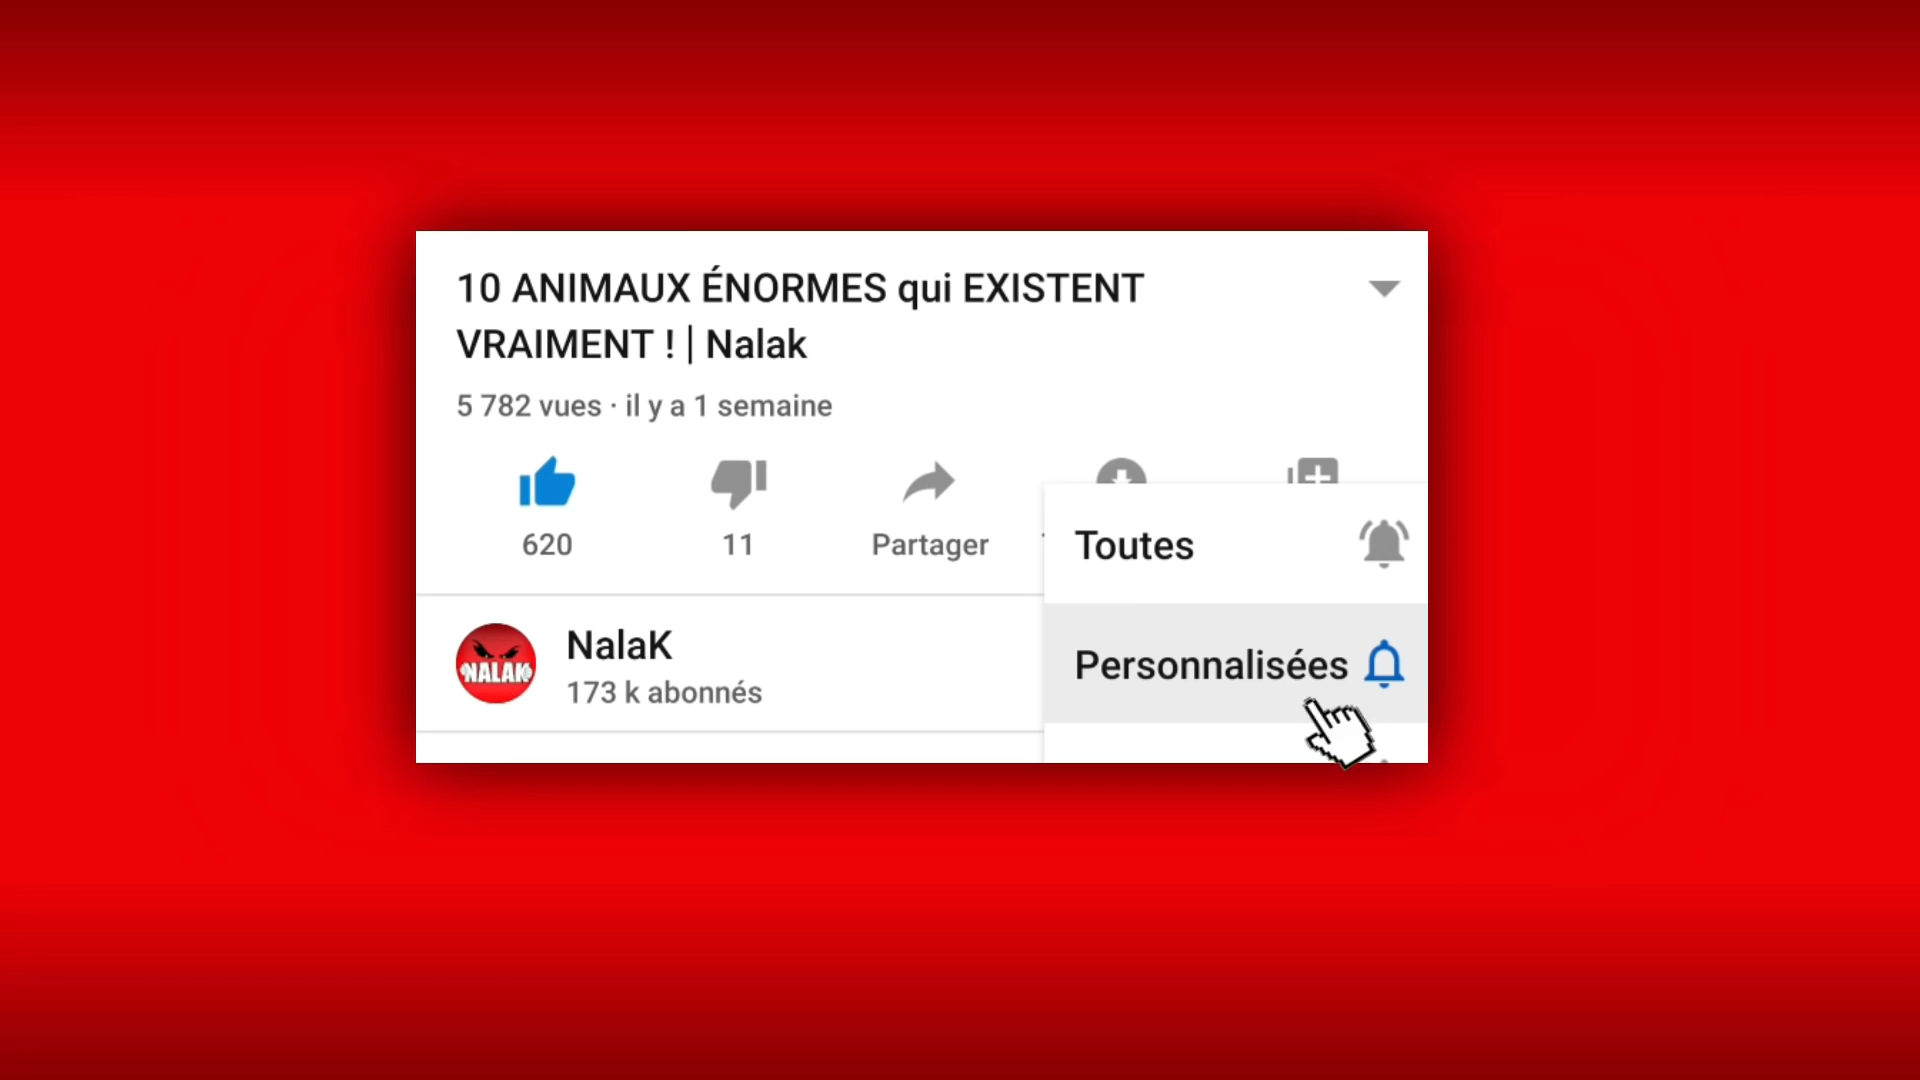 10 ANIMAUX ÉNORMES qui EXISTENT
VRAIMENT ! | Nalak
5 782 vues · il y a 1 semaine
620
11
Partager
Toutes
NALAK
NalaK
173 k abonnés
Personnalisées